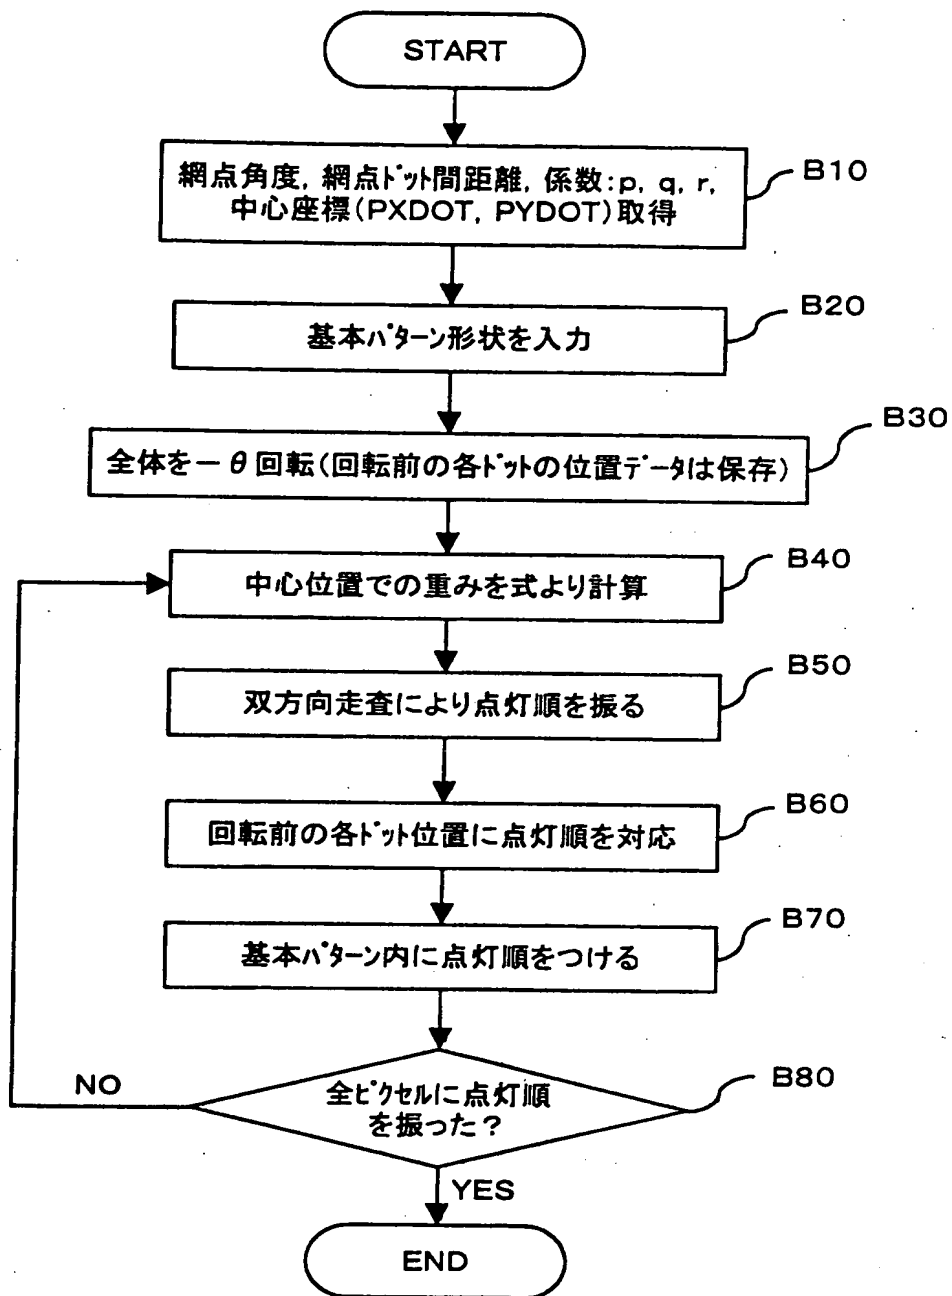 START
網点角度, 網点ドット間距離, 係数:p, q, r,
中心座標(PXDOT, PYDOT)取得
B10
基本パターン形状を入力
B20
全体を－θ回転(回転前の各ドットの位置データは保存)
B30
中心位置での重みを式より計算
B40
双方向走査により点灯順を振る
B50
回転前の各ドット位置に点灯順を対応
B60
基本パターン内に点灯順をつける
B70
全ピクセルに点灯順
を振った?
B80
NO
YES
END